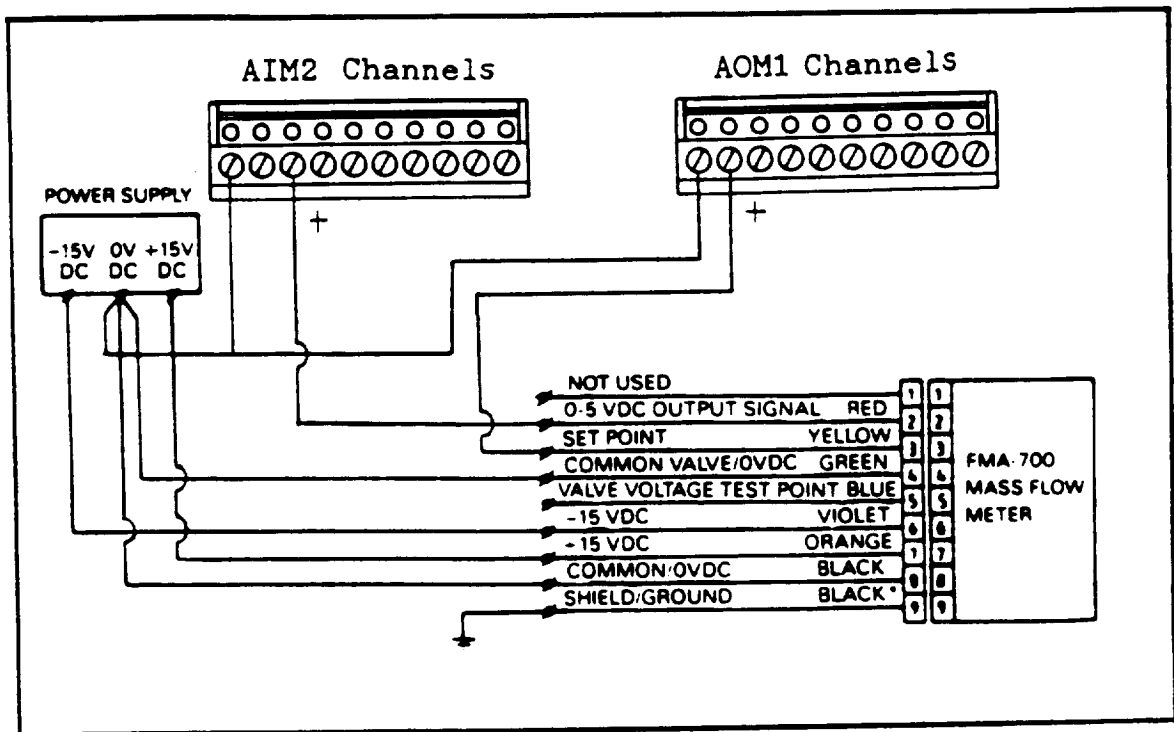 AIM2 Channels
AOM1 Channels
POWER SUPPLY
-15V 0V +15V
DC DC DC
+
+
NOT USED 1 1
0-5 VDC OUTPUT SIGNAL RED 2 2
SET POINT YELLOW 3 3
COMMON VALVE/0VDC GREEN 4 4
VALVE VOLTAGE TEST POINT BLUE 5 5
-15 VDC VIOLET 6 6
-15 VDC ORANGE 7 7
COMMON/0VDC BLACK 8 8
SHIELD/GROUND BLACK* 9 9
FMA-700
MASS FLOW
METER